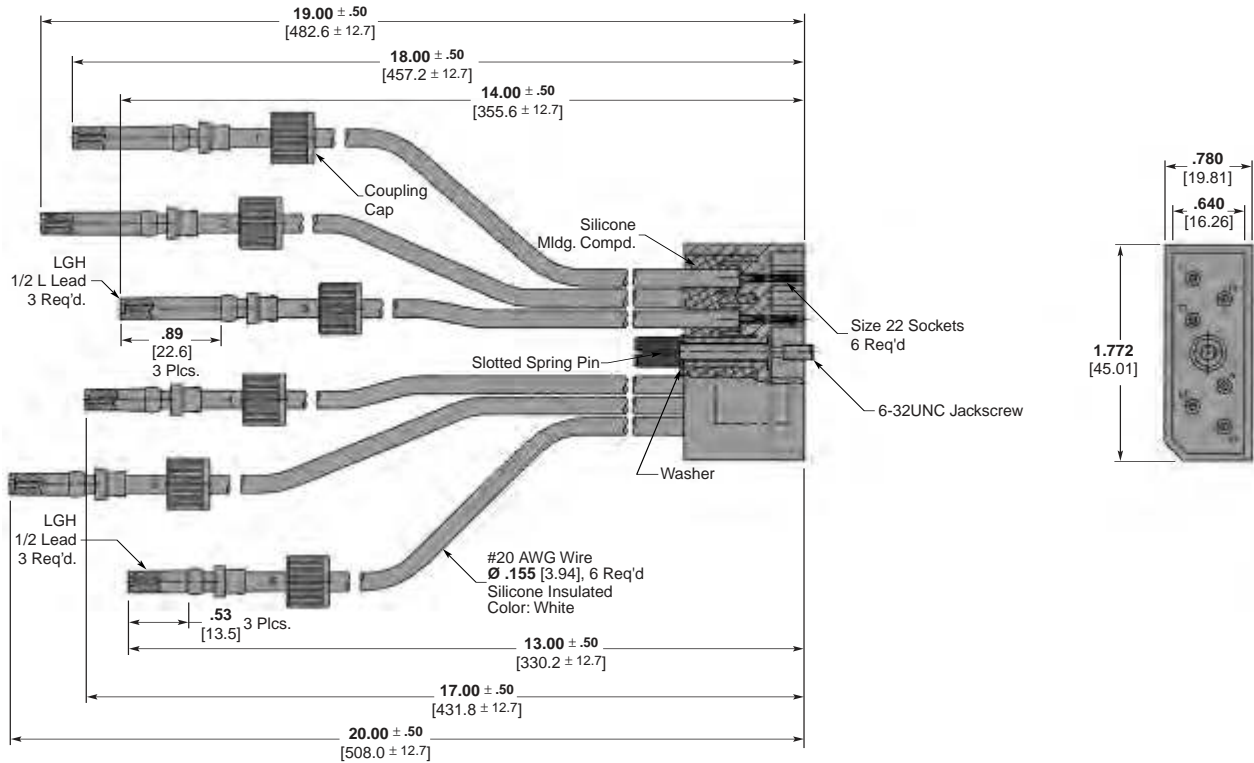 19.00 ± .50
[482.6 ± 12.7]
18.00 ± .50
[457.2 ± 12.7]
14.00 ± .50
[355.6 ± 12.7]
Coupling
Cap
Silicone
Mldg. Compd.
LGH
1/2 L Lead
3 Req'd.
.89
[22.6]
3 Plcs.
Slotted Spring Pin
Size 22 Sockets
6 Req'd
6-32UNC Jackscrew
Washer
.780
[19.81]
.640
[16.26]
1.772
[45.01]
LGH
1/2 Lead
3 Req'd.
#20 AWG Wire
Ø .155 [3.94], 6 Req'd
Silicone Insulated
Color: White
.53
[13.5]
3 Plcs.
13.00 ± .50
[330.2 ± 12.7]
17.00 ± .50
[431.8 ± 12.7]
20.00 ± .50
[508.0 ± 12.7]